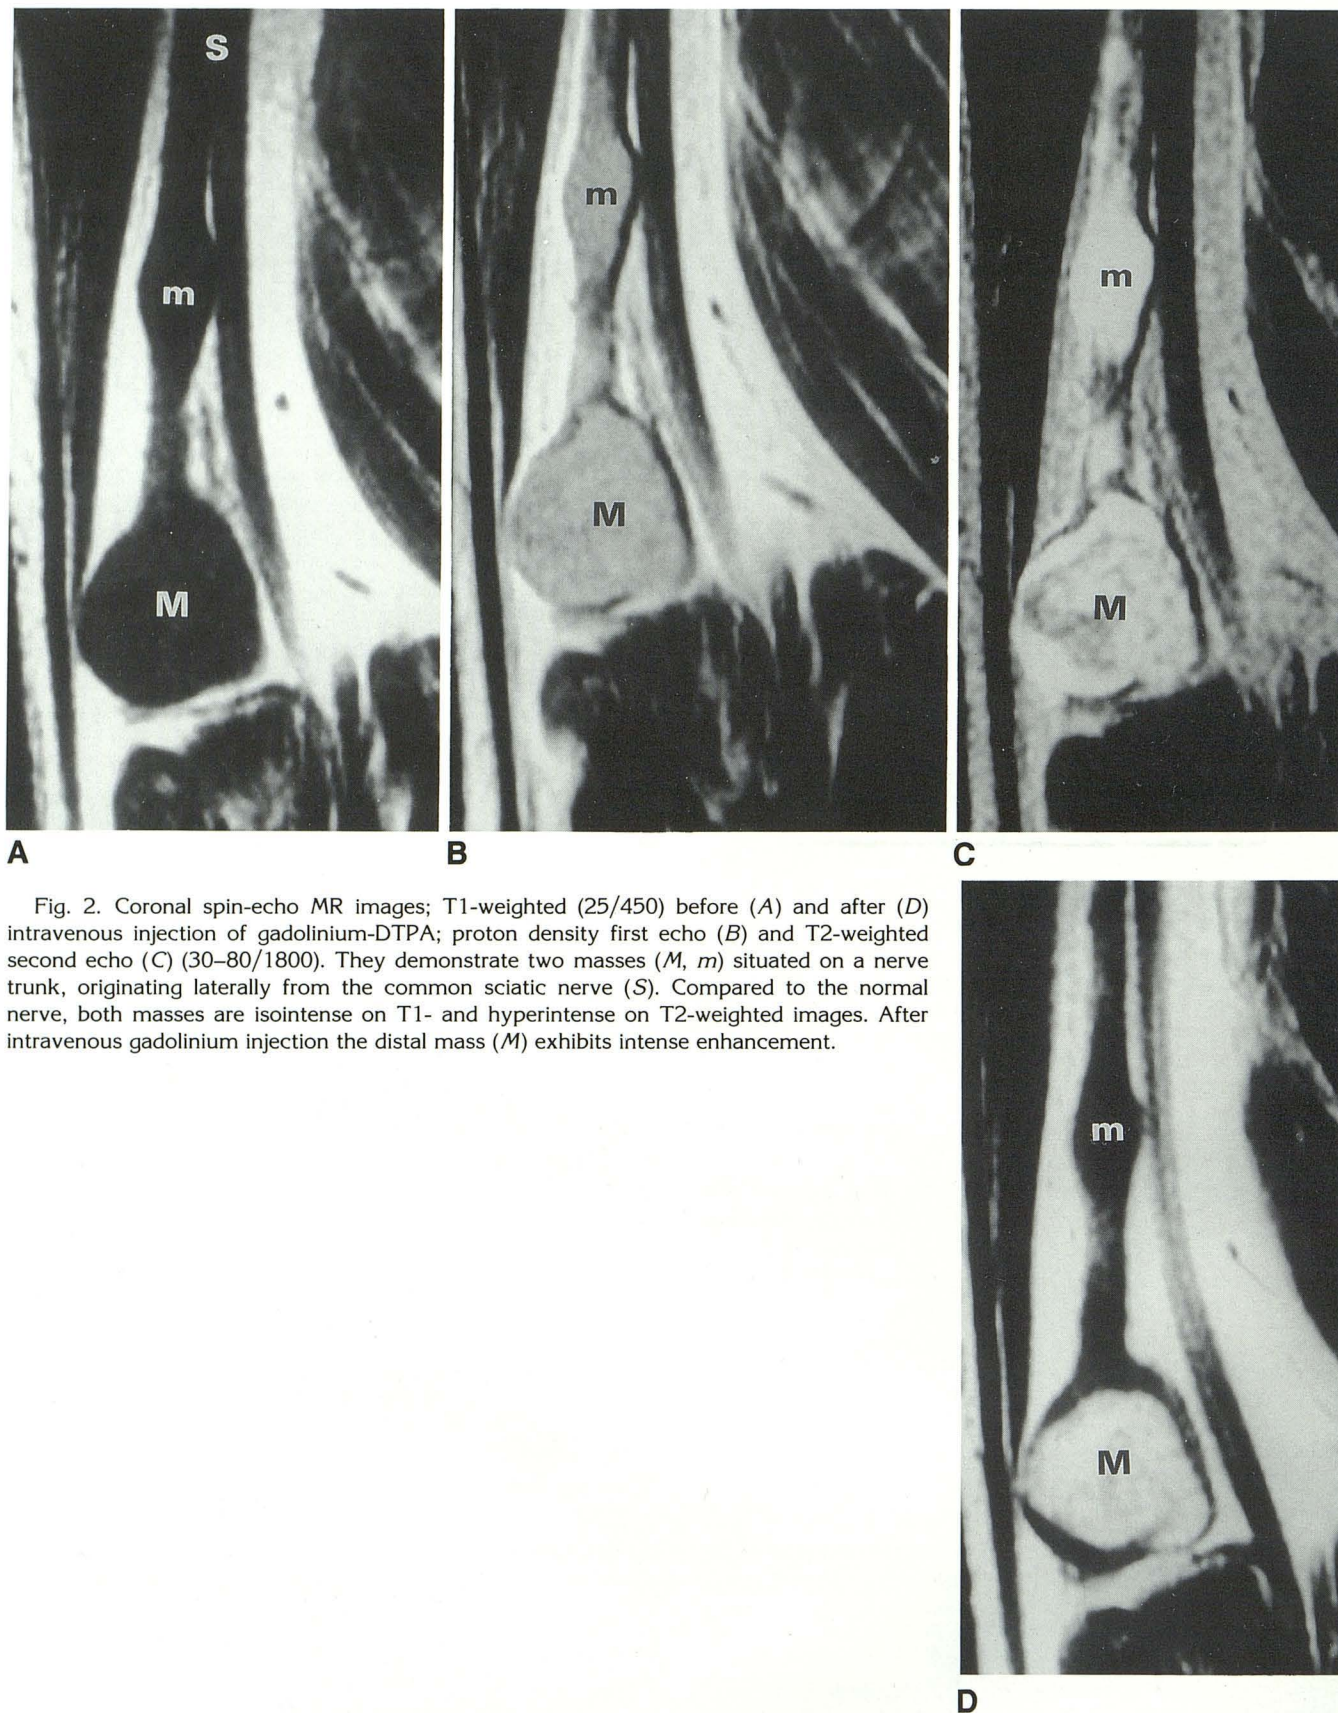 S
m
M
A
m
M
B
m
M
C
Fig. 2. Coronal spin-echo MR images; T1-weighted (25/450) before (A) and after (D)
intravenous injection of gadolinium-DTPA; proton density first echo (B) and T2-weighted
second echo (C) (30–80/1800). They demonstrate two masses (M, m) situated on a nerve
trunk, originating laterally from the common sciatic nerve (S). Compared to the normal
nerve, both masses are isointense on T1- and hyperintense on T2-weighted images. After
intravenous gadolinium injection the distal mass (M) exhibits intense enhancement.
m
M
D